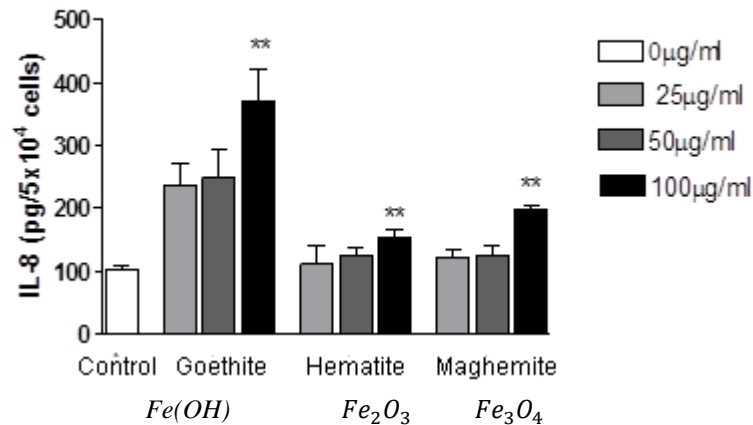 IL-8 (pg/5x10⁴ cells)
500
400
300
200
100
0
**
**
**
0µg/ml
25µg/ml
50µg/ml
100µg/ml
Control Goethite Hematite Maghemite
Fe(OH) Fe₂O₃ Fe₃O₄